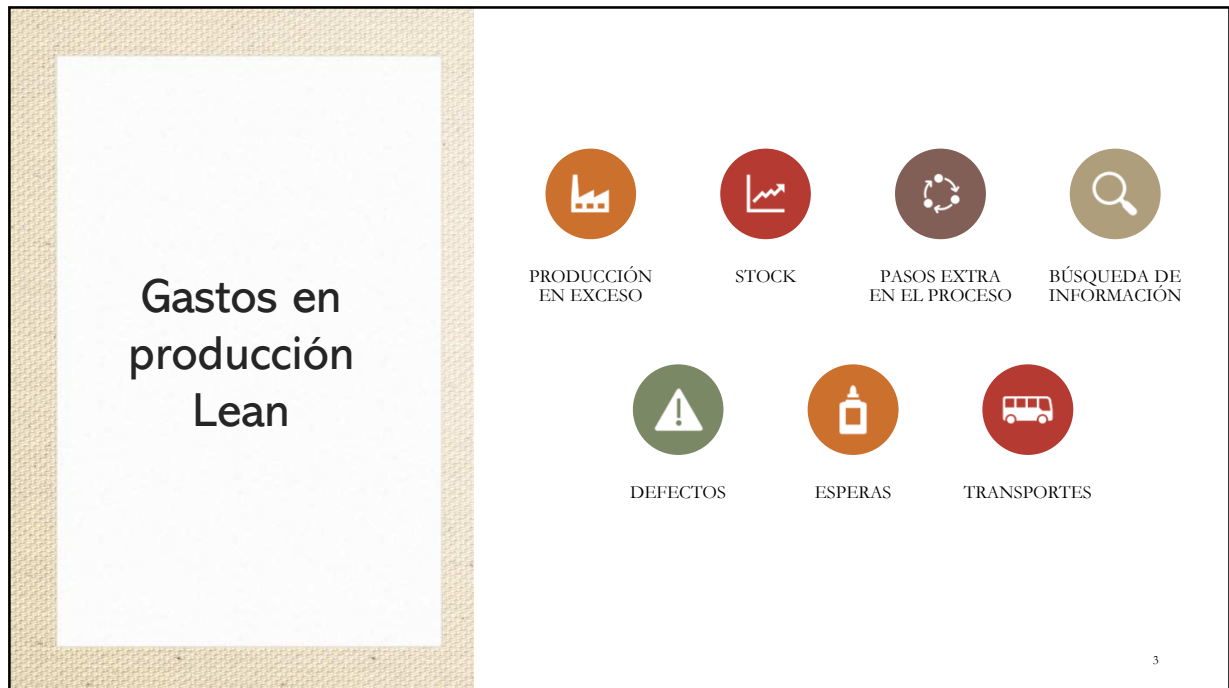 Gastos en
producción
Lean
PRODUCCIÓN
EN EXCESO
STOCK
PASOS EXTRA
EN EL PROCESO
BÚSQUEDA DE
INFORMACIÓN
DEFECTOS
ESPERAS
TRANSPORTES
3